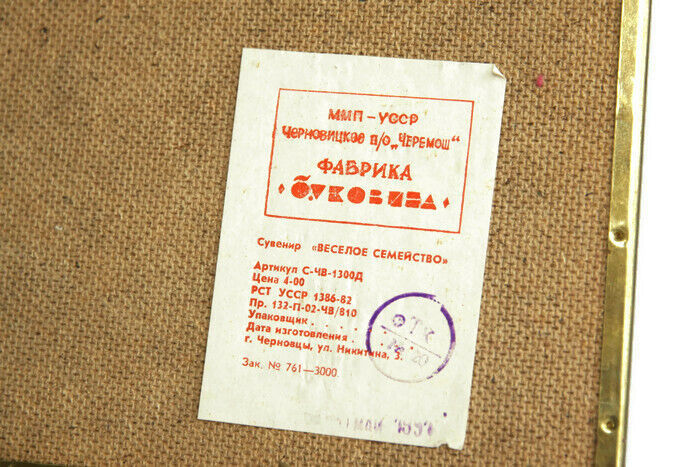 ММП – УССР
ЧЕРНОВИЦКОЕ П/О „ЧЕРЕМОШ“
ФАБРИКА
БУКОВИНА
Сувенир «ВЕСЕЛОЕ СЕМЕЙСТВО»
Артикул С-ЧВ-1300Д
Цена 4-00
РСТ УССР 1386-82
Пр. 132-П-02-ЧВ/810
Упаковщик . . . . .
Дата изготовления . . . . .
г. Черновцы, ул. Никитина, 3.
Зак. № 761—3000.
ОТК